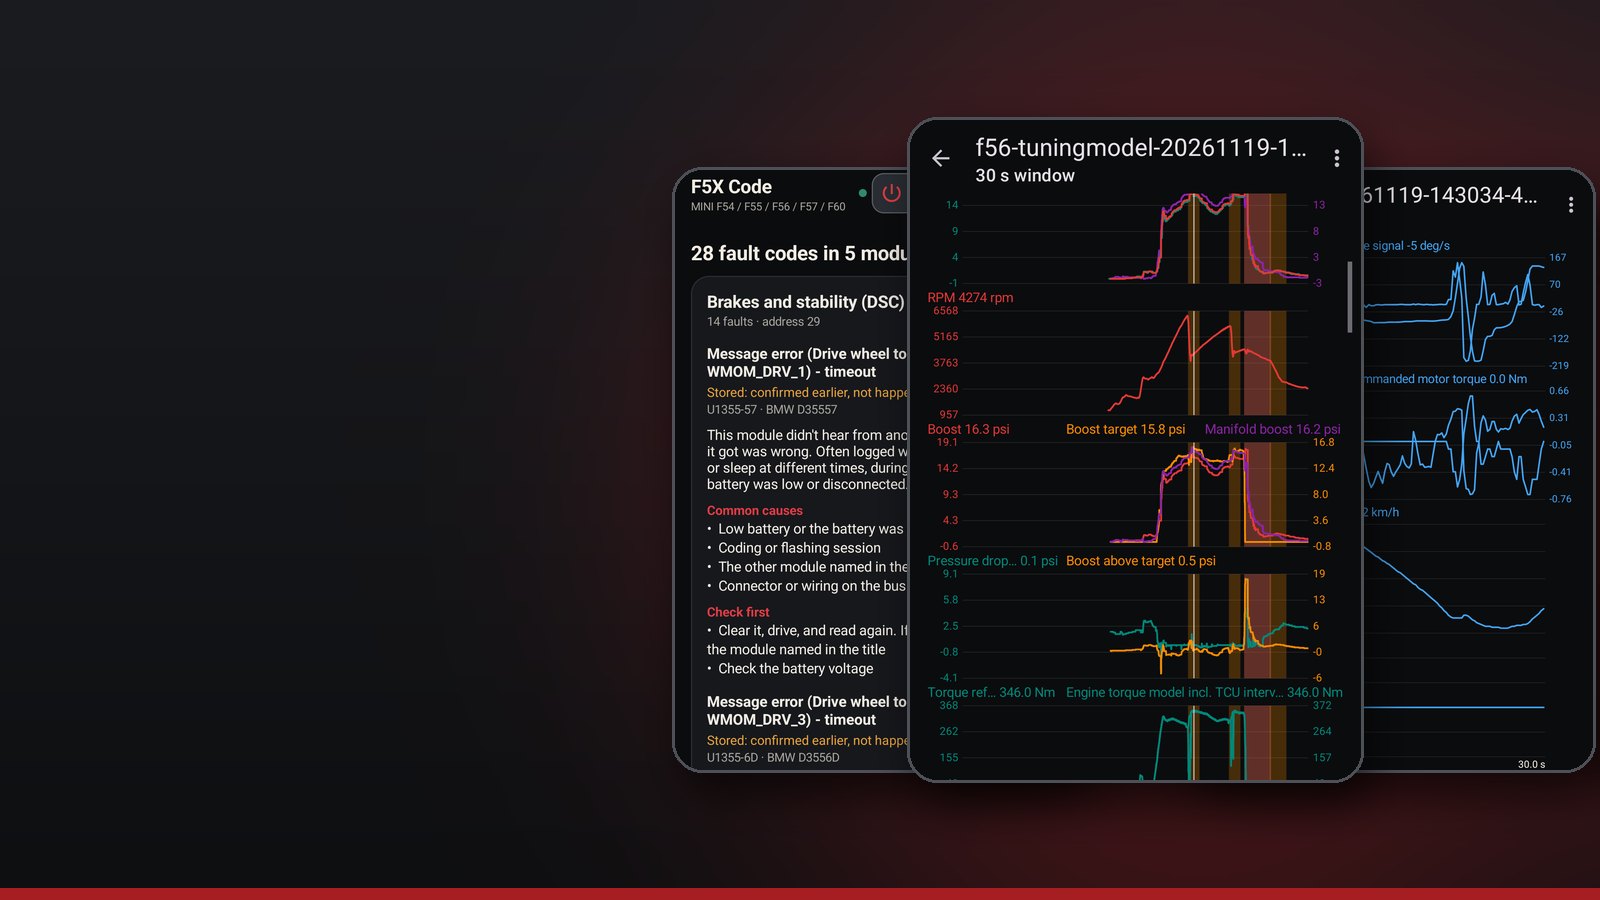 F5X Code
MINI F54 / F55 / F56 / F57 / F60
28 fault codes in 5 modu
Brakes and stability (DSC)
14 faults · address 29
Message error (Drive wheel to
WMOM_DRV_1) - timeout
Stored: confirmed earlier, not happe
U1355-57 · BMW D35557
This module didn't hear from ano
it got was wrong. Often logged w
or sleep at different times, during
battery was low or disconnected.
Common causes
• Low battery or the battery was
• Coding or flashing session
• The other module named in the
• Connector or wiring on the bus
Check first
• Clear it, drive, and read again. If
the module named in the title
• Check the battery voltage
Message error (Drive wheel to
WMOM_DRV_3) - timeout
Stored: confirmed earlier, not happe
U1355-6D · BMW D3556D
f56-tuningmodel-20261119-1...
30 s window
14 13
9 8
4 3
-1 -3
RPM 4274 rpm
6568
5165
3763
2360
957
Boost 16.3 psi Boost target 15.8 psi Manifold boost 16.2 psi
19.1 16.8
14.2 12.4
9.3 8.0
4.3 3.6
-0.6 -0.8
Pressure drop... 0.1 psi Boost above target 0.5 psi
9.1 19
5.8 13
2.5 6
-0.8 -0
-4.1 -6
Torque ref... 346.0 Nm Engine torque model incl. TCU interv... 346.0 Nm
368 372
262 264
155 157
61119-143034-4...
e signal -5 deg/s
167
70
-26
-122
-219
mmanded motor torque 0.0 Nm
0.66
0.31
-0.05
-0.41
-0.76
2 km/h
30.0 s